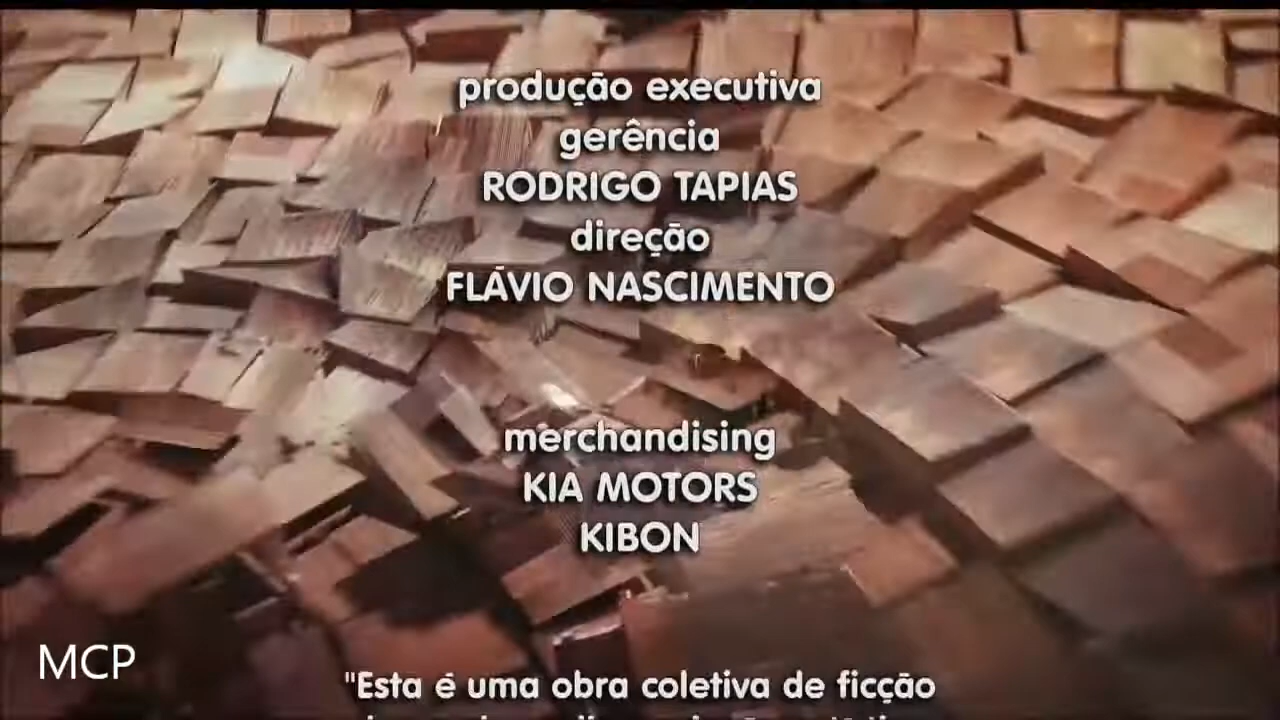 produção executiva
gerência
RODRIGO TAPIAS
direção
FLÁVIO NASCIMENTO
merchandising
KIA MOTORS
KIBON
MCP
"Esta é uma obra coletiva de ficção